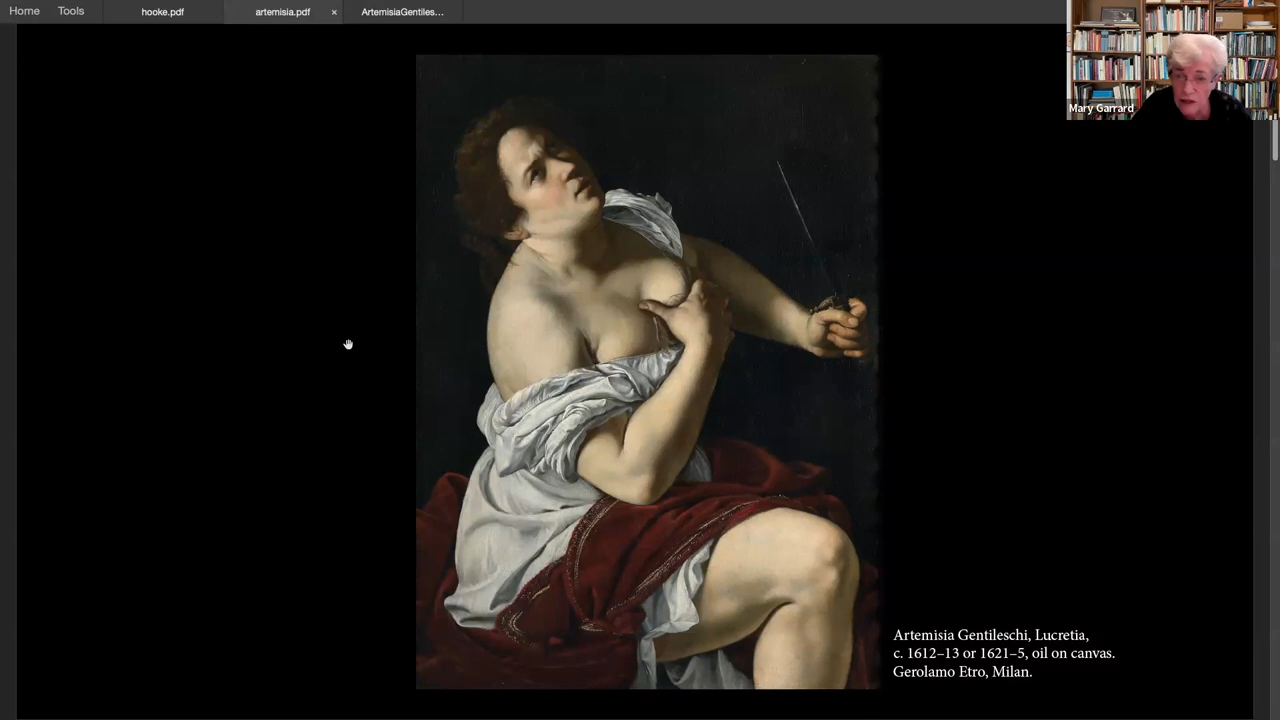 Home Tools hooke.pdf artemisia.pdf × ArtemisiaGentiles...
Mary Garrard
Artemisia Gentileschi, Lucretia,
c. 1612–13 or 1621–5, oil on canvas.
Gerolamo Etro, Milan.